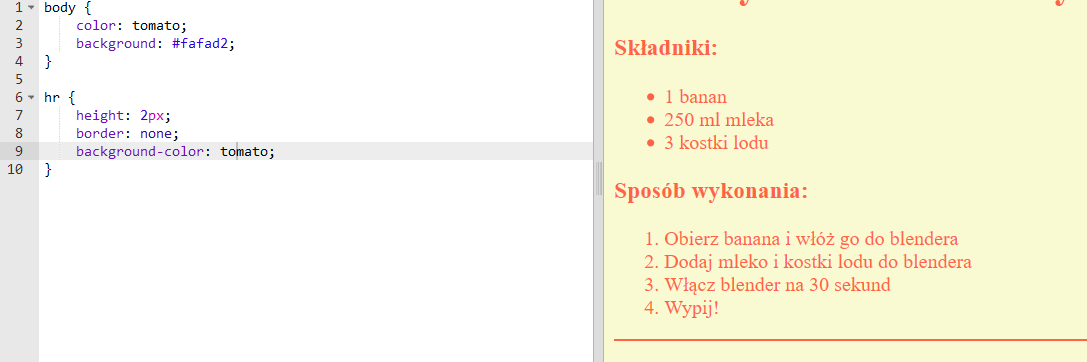 1 body {
2 color: tomato;
3 background: #fafad2;
4 }
5
6 hr {
7 height: 2px;
8 border: none;
9 background-color: tomato;
10 }
Składniki:
1 banan
250 ml mleka
3 kostki lodu
Sposób wykonania:
1. Obierz banana i włóż go do blendera
2. Dodaj mleko i kostki lodu do blendera
3. Włącz blender na 30 sekund
4. Wypij!